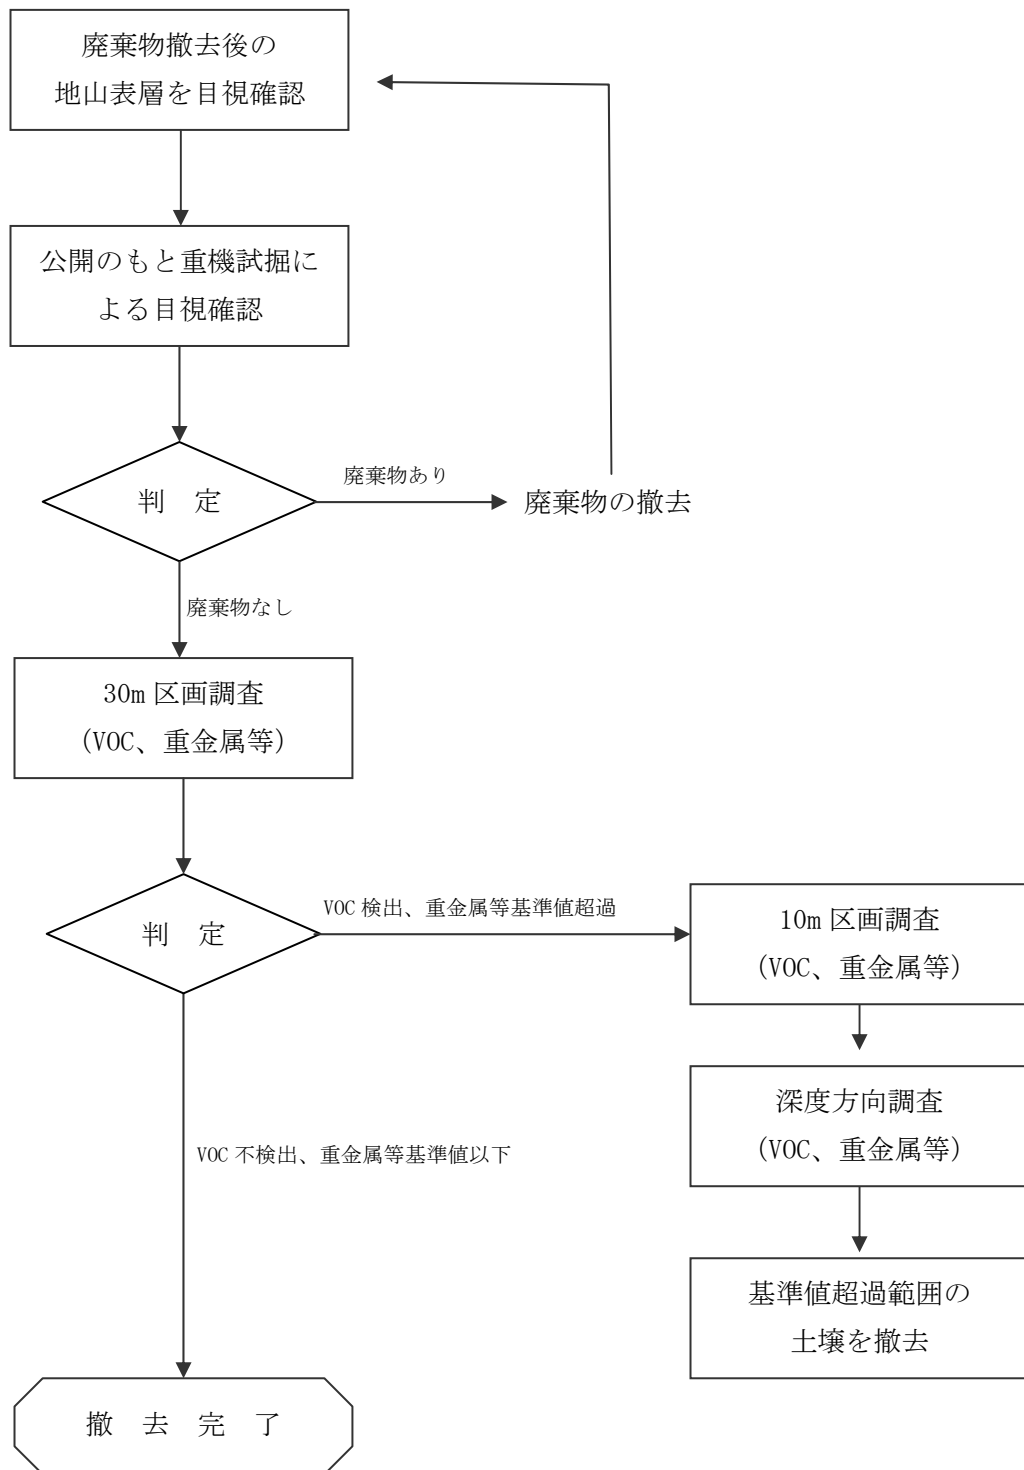 廃棄物撤去後の
地山表層を目視確認
公開のもと重機試掘に
よる目視確認
判　定
廃棄物あり
廃棄物の撤去
廃棄物なし
30m 区画調査
（VOC、重金属等）
判　定
VOC 検出、重金属等基準値超過
10m 区画調査
（VOC、重金属等）
深度方向調査
（VOC、重金属等）
VOC 不検出、重金属等基準値以下
基準値超過範囲の
土壌を撤去
撤　去　完　了